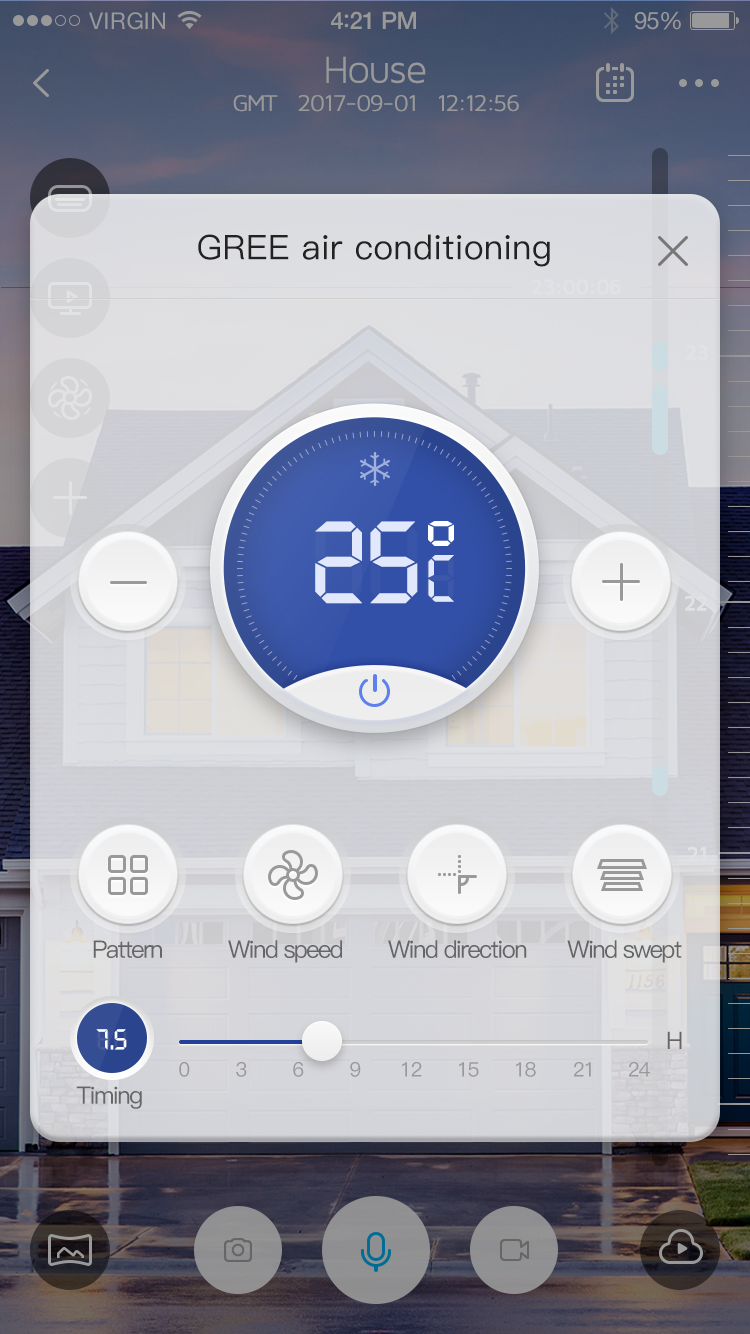 VIRGIN 4:21 PM 95%
House
GMT 2017-09-01 12:12:56
GREE air conditioning
23:00:06
23
25°C
22
21
Pattern Wind speed Wind direction Wind swept
1156
7.5 H
0 3 6 9 12 15 18 21 24
Timing